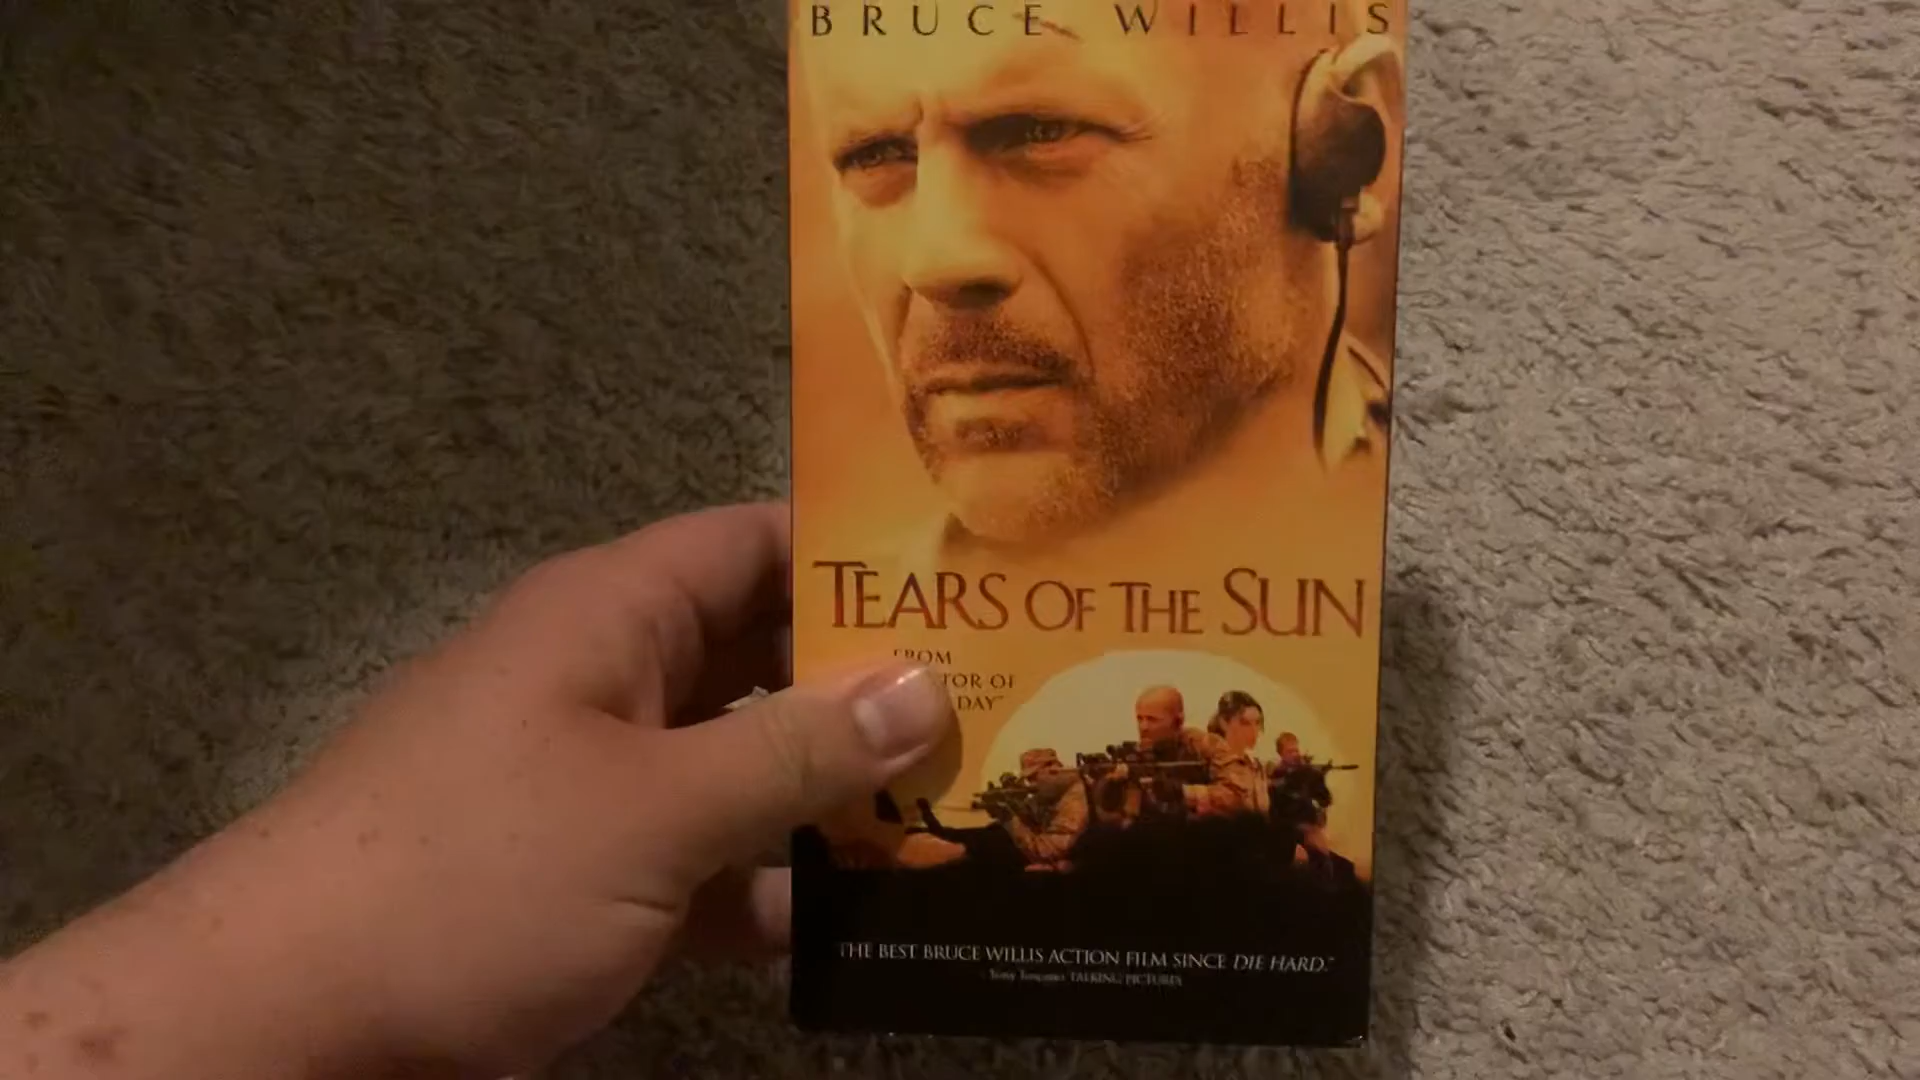 BRUCE WILLIS
TEARS OF THE SUN
FROM
TOR OF
DAY"
THE BEST BRUCE WILLIS ACTION FILM SINCE DIE HARD."
TALKING PICTURES